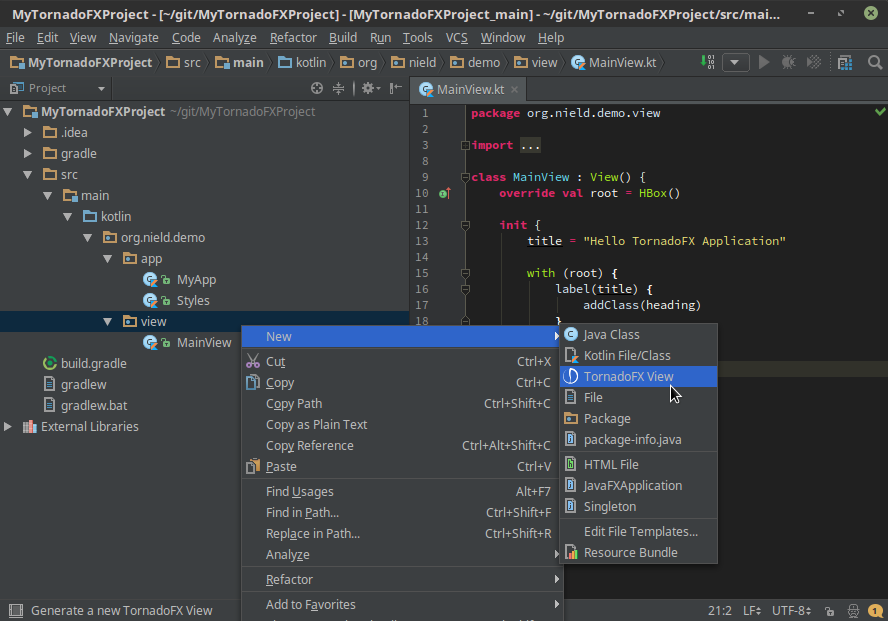 MyTornadoFXProject - [~/git/MyTornadoFXProject] - [MyTornadoFXProject_main] - ~/git/MyTornadoFXProject/src/mai...
File Edit View Navigate Code Analyze Refactor Build Run Tools VCS Window Help
MyTornadoFXProject src main kotlin org nield demo view MainView.kt
Project
MainView.kt
MyTornadoFXProject ~/git/MyTornadoFXProject
.idea
gradle
src
main
kotlin
org.nield.demo
app
MyApp
Styles
view
MainView
build.gradle
gradlew
gradlew.bat
External Libraries
1 package org.nield.demo.view
2
3 import ...
8
9 class MainView : View() {
10 override val root = HBox()
11
12 init {
13 title = "Hello TornadoFX Application"
14
15 with (root) {
16 label(title) {
17 addClass(heading)
18 }
New
Cut Ctrl+X
Copy Ctrl+C
Copy Path Ctrl+Shift+C
Copy as Plain Text
Copy Reference Ctrl+Alt+Shift+C
Paste Ctrl+V
Find Usages Alt+F7
Find in Path... Ctrl+Shift+F
Replace in Path... Ctrl+Shift+R
Analyze
Refactor
Add to Favorites
Java Class
Kotlin File/Class
TornadoFX View
File
Package
package-info.java
HTML File
JavaFXApplication
Singleton
Edit File Templates...
Resource Bundle
Generate a new TornadoFX View 21:2 LF UTF-8 1